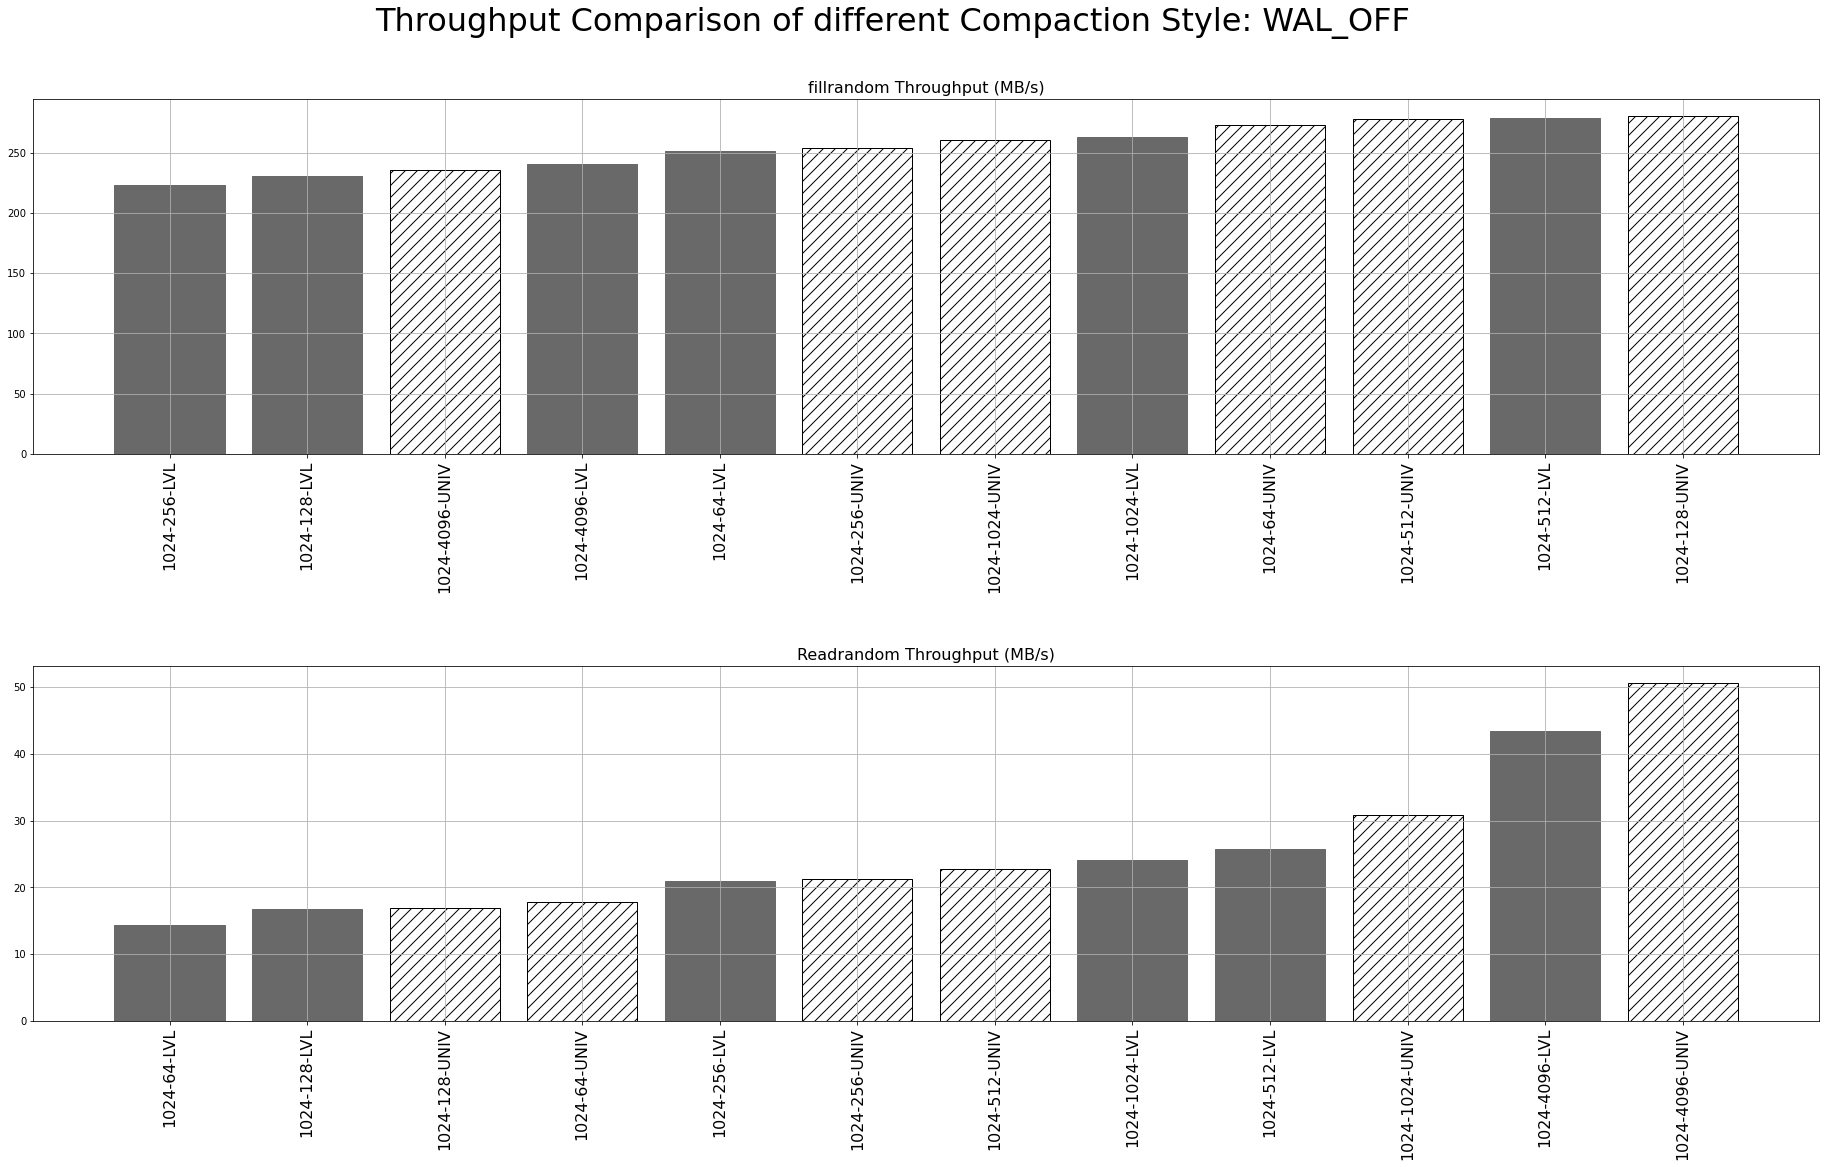 Throughput Comparison of different Compaction Style: WAL_OFF
fillrandom Throughput (MB/s)
250
200
150
100
50
0
1024-256-LVL
1024-128-LVL
1024-4096-UNIV
1024-4096-LVL
1024-64-LVL
1024-256-UNIV
1024-1024-UNIV
1024-1024-LVL
1024-64-UNIV
1024-512-UNIV
1024-512-LVL
1024-128-UNIV
Readrandom Throughput (MB/s)
50
40
30
20
10
0
1024-64-LVL
1024-128-LVL
1024-128-UNIV
1024-64-UNIV
1024-256-LVL
1024-256-UNIV
1024-512-UNIV
1024-1024-LVL
1024-512-LVL
1024-1024-UNIV
1024-4096-LVL
1024-4096-UNIV